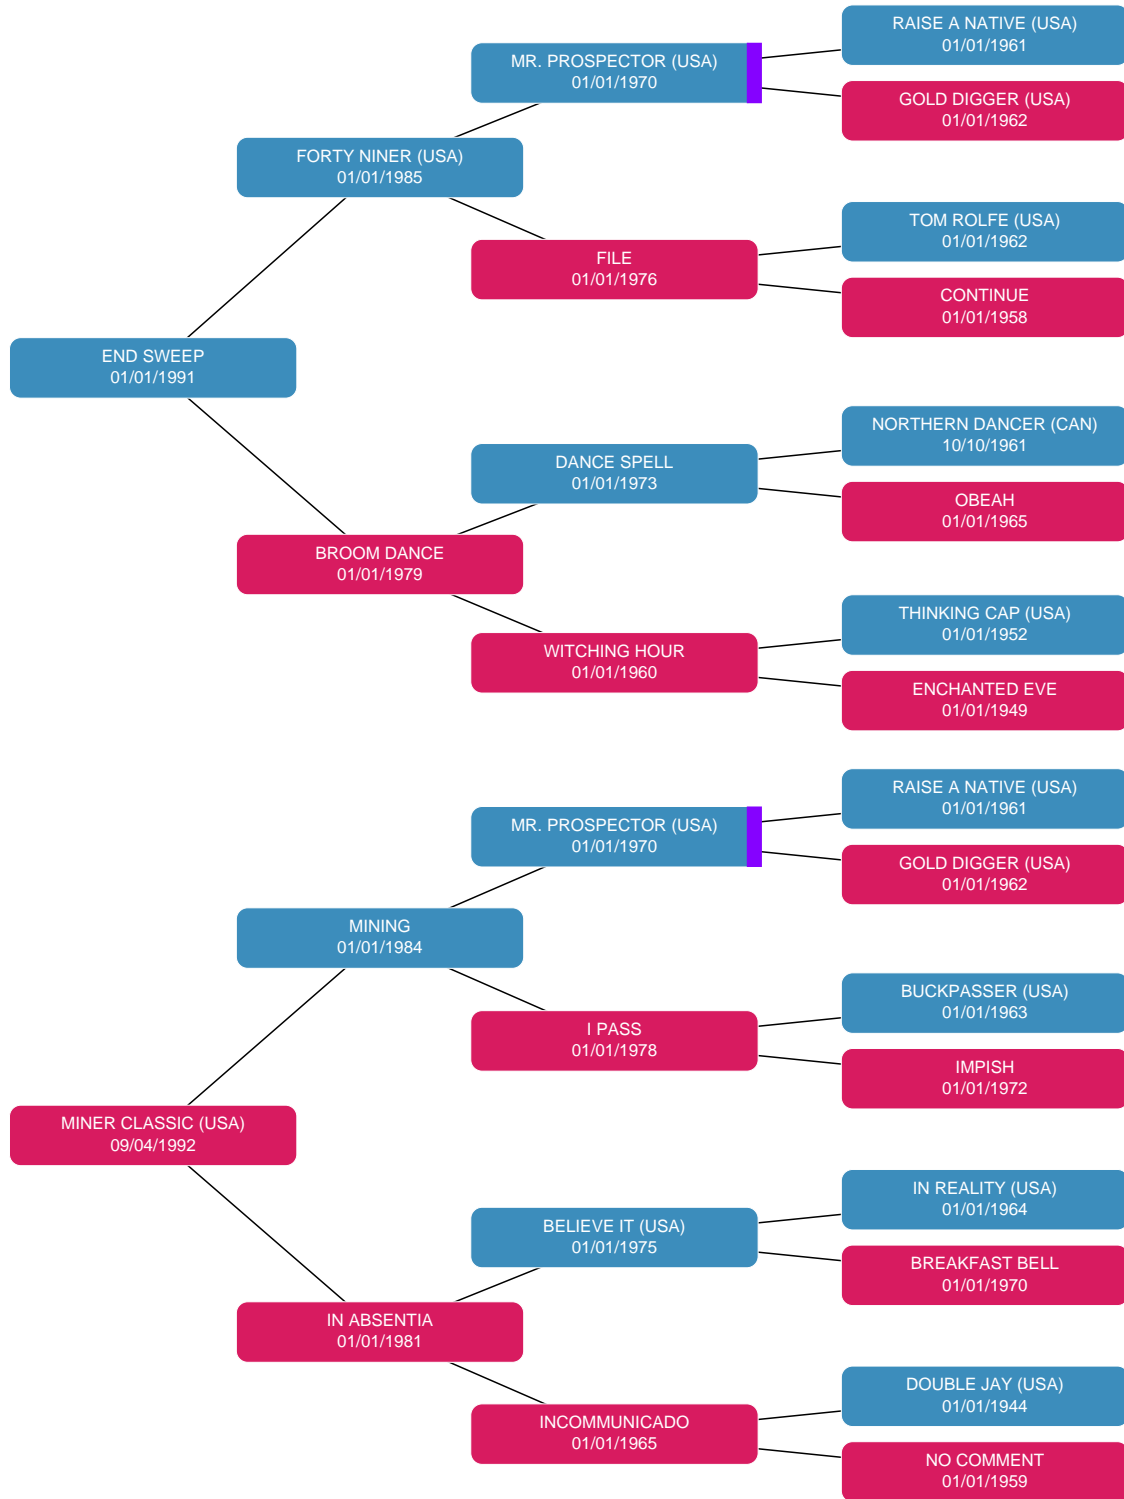 RAISE A NATIVE (USA)
01/01/1961
MR. PROSPECTOR (USA)
01/01/1970
GOLD DIGGER (USA)
01/01/1962
FORTY NINER (USA)
01/01/1985
TOM ROLFE (USA)
01/01/1962
FILE
01/01/1976
CONTINUE
01/01/1958
END SWEEP
01/01/1991
NORTHERN DANCER (CAN)
10/10/1961
DANCE SPELL
01/01/1973
OBEAH
01/01/1965
BROOM DANCE
01/01/1979
THINKING CAP (USA)
01/01/1952
WITCHING HOUR
01/01/1960
ENCHANTED EVE
01/01/1949
RAISE A NATIVE (USA)
01/01/1961
MR. PROSPECTOR (USA)
01/01/1970
GOLD DIGGER (USA)
01/01/1962
MINING
01/01/1984
BUCKPASSER (USA)
01/01/1963
I PASS
01/01/1978
IMPISH
01/01/1972
MINER CLASSIC (USA)
09/04/1992
IN REALITY (USA)
01/01/1964
BELIEVE IT (USA)
01/01/1975
BREAKFAST BELL
01/01/1970
IN ABSENTIA
01/01/1981
DOUBLE JAY (USA)
01/01/1944
INCOMMUNICADO
01/01/1965
NO COMMENT
01/01/1959